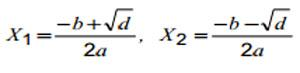 X₁ = (-b + √d) / 2a , X₂ = (-b - √d) / 2a